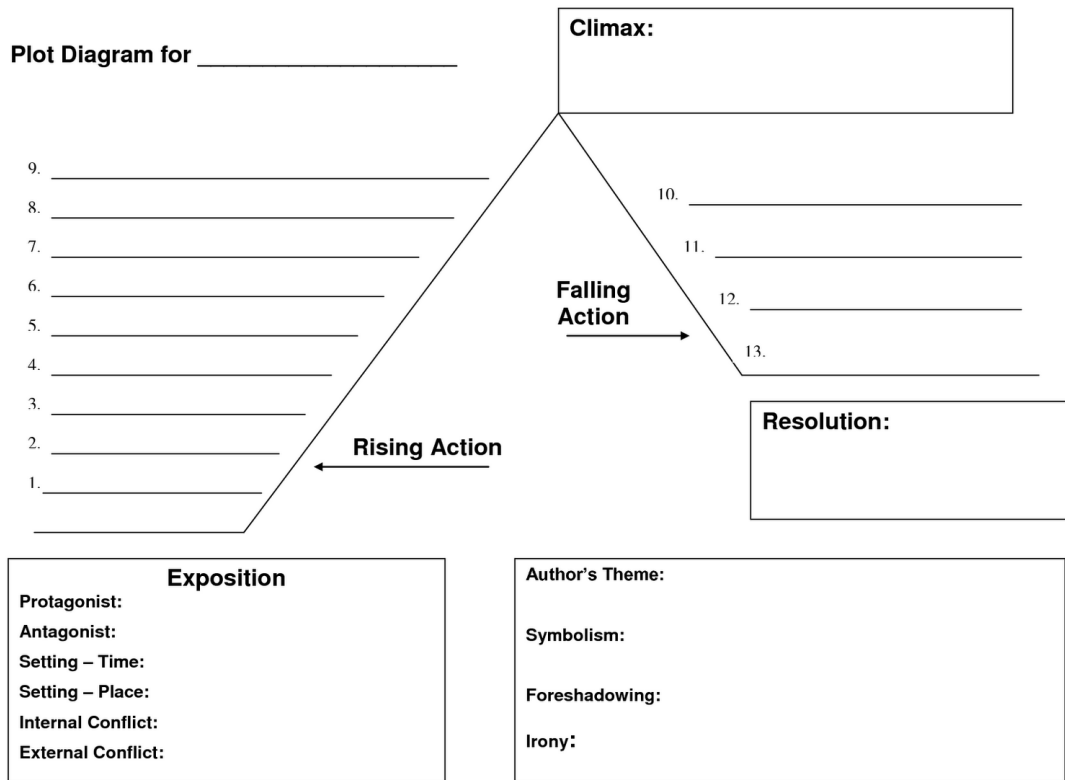 Plot Diagram for ____________________
Climax:
9.
8.
7.
6.
5.
4.
3.
2.
1.
Rising Action
10.
11.
12.
13.
Falling
Action
Resolution:
Exposition
Protagonist:
Antagonist:
Setting – Time:
Setting – Place:
Internal Conflict:
External Conflict:
Author's Theme:
Symbolism:
Foreshadowing:
Irony: